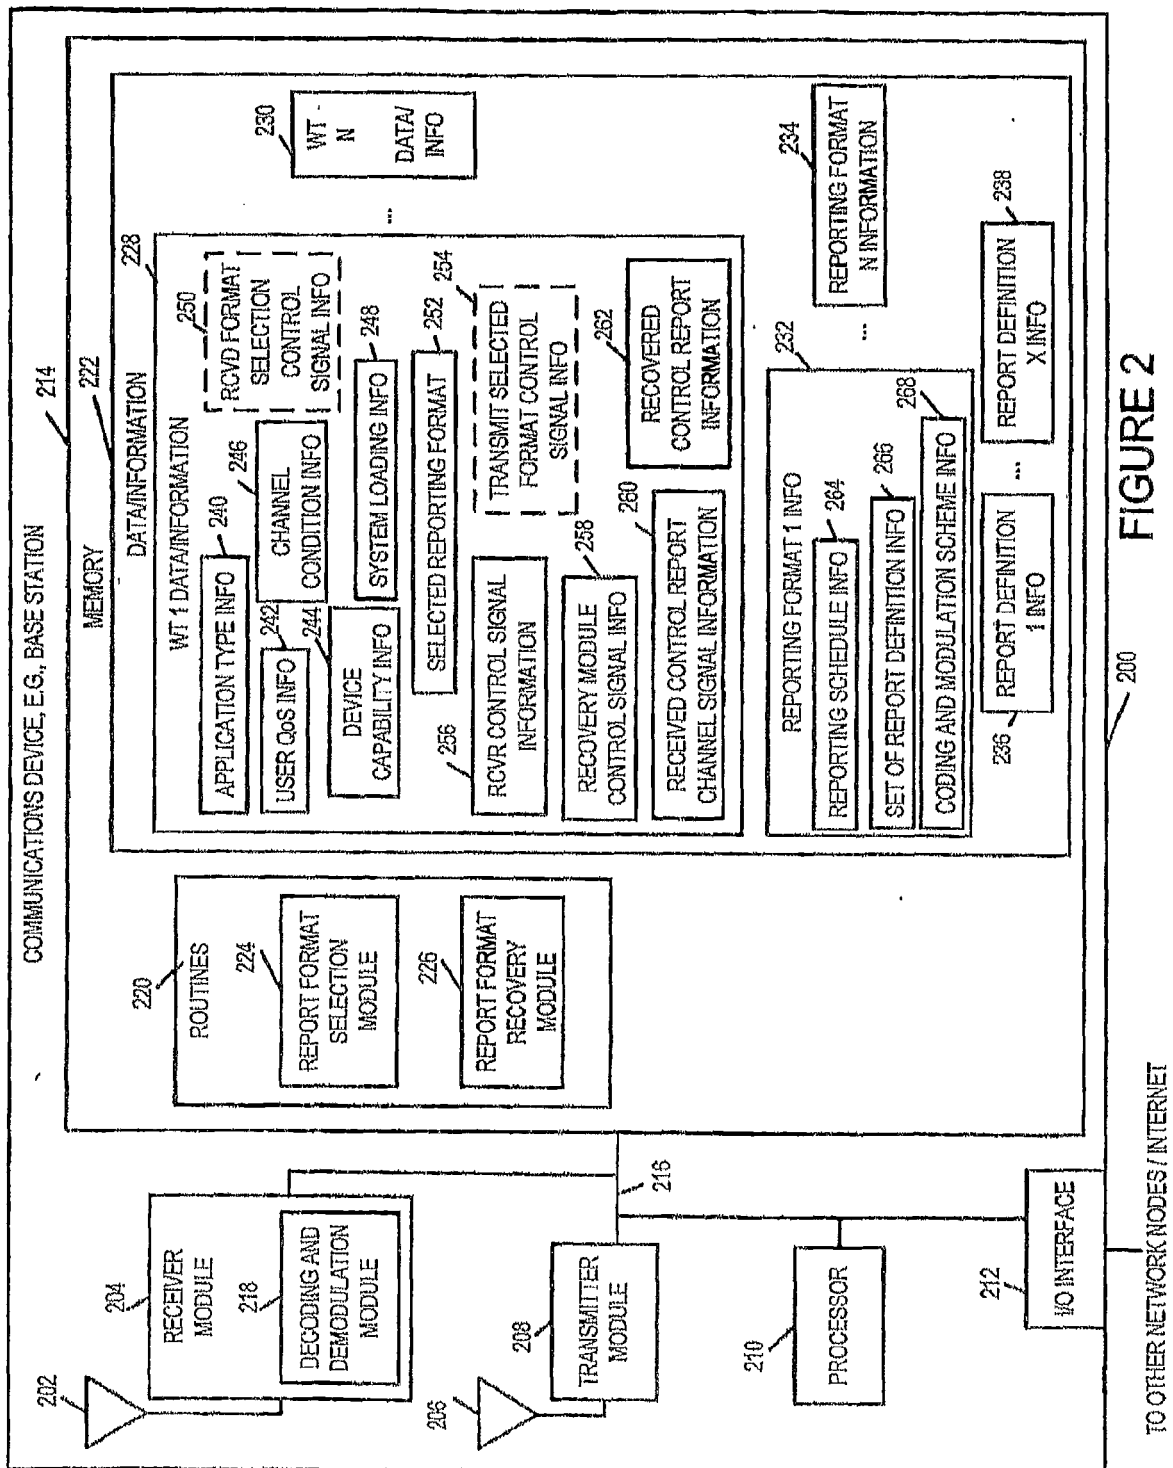 COMMUNICATIONS DEVICE, E.G., BASE STATION
214
202
204
RECEIVER
MODULE
218
DECODING AND
DEMODULATION
MODULE
206
208
TRANSMITTER
MODULE
216
210
PROCESSOR
212
I/O INTERFACE
TO OTHER NETWORK NODES / INTERNET
200
MEMORY
220
ROUTINES
224
REPORT FORMAT
SELECTION
MODULE
226
REPORT FORMAT
RECOVERY
MODULE
222
DATA/INFORMATION
228
WT 1 DATA/INFORMATION
240
APPLICATION TYPE INFO
242
USER QoS INFO
244
DEVICE
CAPABILITY INFO
246
CHANNEL
CONDITION INFO
250
RCVD FORMAT
SELECTION
CONTROL
SIGNAL INFO
248
SYSTEM LOADING INFO
252
SELECTED REPORTING FORMAT
254
TRANSMIT SELECTED
FORMAT CONTROL
SIGNAL INFO
256
RCVR CONTROL SIGNAL
INFORMATION
258
RECOVERY MODULE
CONTROL SIGNAL INFO
260
RECEIVED CONTROL REPORT
CHANNEL SIGNAL INFORMATION
262
RECOVERED
CONTROL REPORT
INFORMATION
...
230
WT
N
DATA/
INFO
232
REPORTING FORMAT 1 INFO
264
REPORTING SCHEDULE INFO
266
SET OF REPORT DEFINITION INFO
268
CODING AND MODULATION SCHEME INFO
...
234
REPORTING FORMAT
N INFORMATION
236
REPORT DEFINITION
1 INFO
...
238
REPORT DEFINITION
X INFO
FIGURE 2